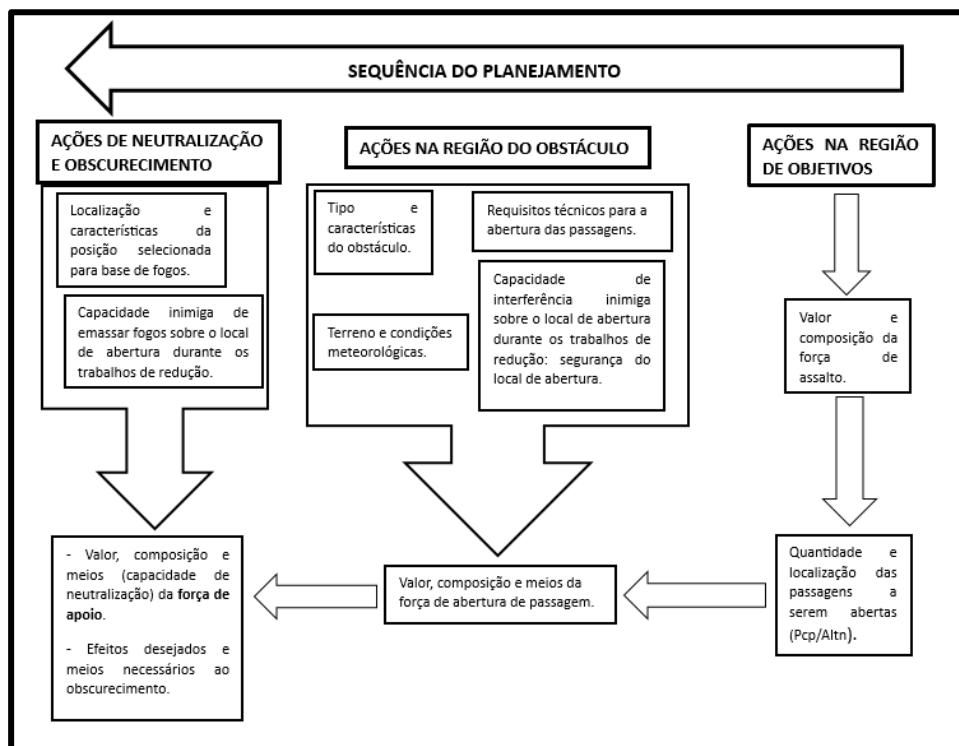 SEQUÊNCIA DO PLANEJAMENTO
AÇÕES DE NEUTRALIZAÇÃO
E OBSCURECIMENTO
Localização e
características da
posição selecionada
para base de fogos.
Capacidade inimiga de
emassar fogos sobre o local
de abertura durante os
trabalhos de redução.
- Valor, composição e
meios (capacidade de
neutralização) da força de
apoio.
- Efeitos desejados e
meios necessários ao
obscurecimento.
AÇÕES NA REGIÃO DO OBSTÁCULO
Tipo e
características
do obstáculo.
Requisitos técnicos para a
abertura das passagens.
Terreno e condições
meteorológicas.
Capacidade de
interferência inimiga
sobre o local de abertura
durante os trabalhos de
redução: segurança do
local de abertura.
Valor, composição e meios da
força de abertura de passagem.
AÇÕES NA REGIÃO
DE OBJETIVOS
Valor e
composição da
força de
assalto.
Quantidade e
localização das
passagens a
serem abertas
(Pcp/Altn).